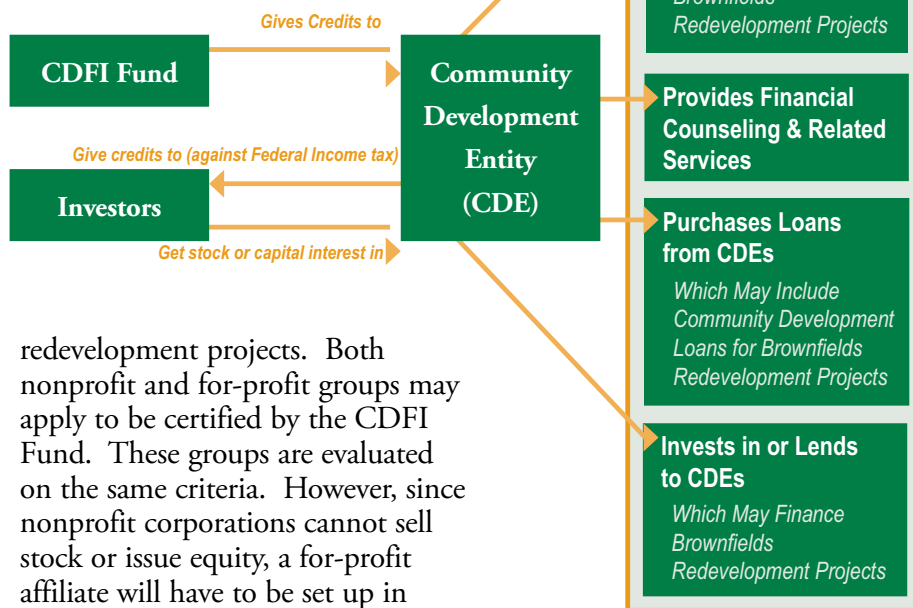 Gives Credits to
CDFI Fund
Give credits to (against Federal Income tax)
Investors
Get stock or capital interest in
Community
Development
Entity
(CDE)
Brownfields
Redevelopment Projects
Provides Financial
Counseling & Related
Services
Purchases Loans
from CDEs
Which May Include
Community Development
Loans for Brownfields
Redevelopment Projects
Invests in or Lends
to CDEs
Which May Finance
Brownfields
Redevelopment Projects
redevelopment projects.  Both
nonprofit and for-profit groups may
apply to be certified by the CDFI
Fund.  These groups are evaluated
on the same criteria.  However, since
nonprofit corporations cannot sell
stock or issue equity, a for-profit
affiliate will have to be set up in